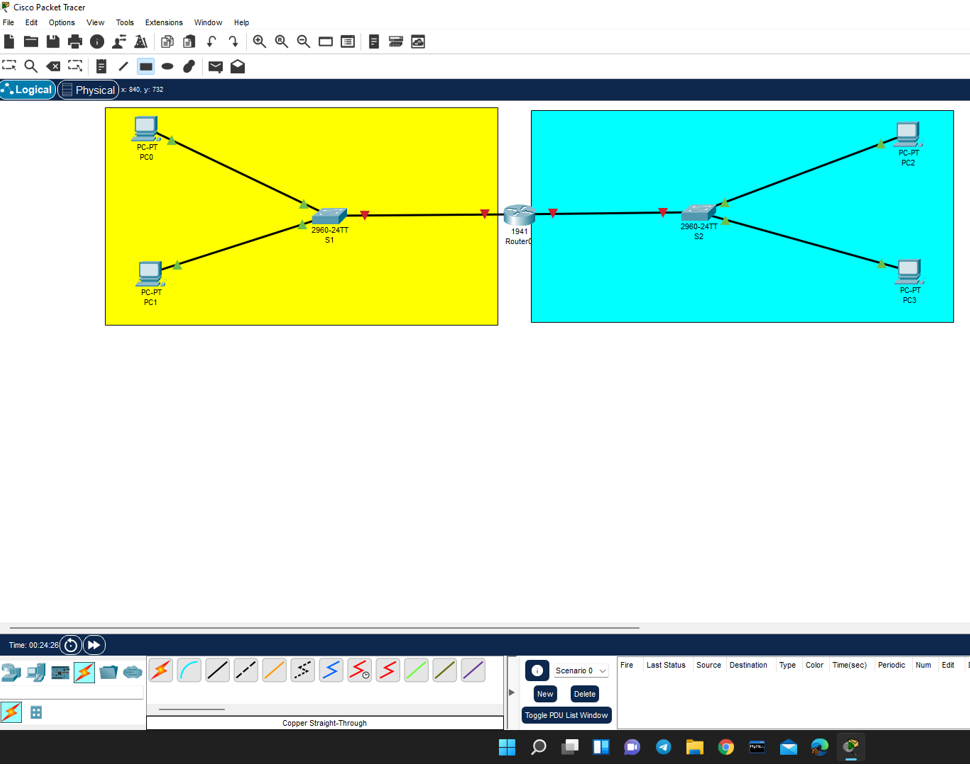 Cisco Packet Tracer
File Edit Options View Tools Extensions Window Help
Logical Physical x: 840, y: 732
PC-PT
PC0
PC-PT
PC1
2960-24TT
S1
1941
Router0
2960-24TT
S2
PC-PT
PC2
PC-PT
PC3
Time: 00:24:26
Scenario 0
New Delete
Toggle PDU List Window
Fire Last Status Source Destination Type Color Time(sec) Periodic Num Edit D
Copper Straight-Through